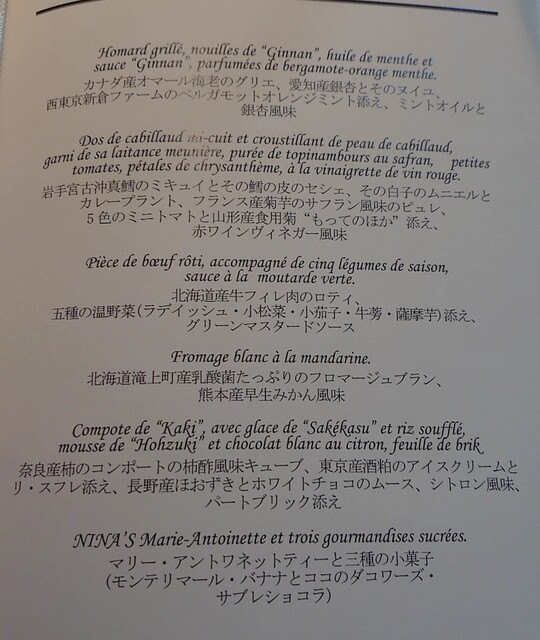 Homard grillé, nouilles de "Ginnan", huile de menthe et
sauce "Ginnan", parfumées de bergamote-orange menthe.
カナダ産オマール海老のグリエ、愛知産銀杏とそのヌイユ、
西東京新倉ファームのベルガモットオレンジミント添え、ミントオイルと
銀杏風味
Dos de cabillaud mi-cuit et croustillant de peau de cabillaud,
garni de sa laitance meunière, purée de topinambours au safran, petites
tomates, pétales de chrysanthème, à la vinaigrette de vin rouge.
岩手宮古沖真鱈のミキュイとその鱈の皮のセシェ、その白子のムニエルと
カレープラント、フランス産菊芋のサフラン風味のピュレ、
5色のミニトマトと山形産食用菊“もってのほか”添え、
赤ワインヴィネガー風味
Pièce de bœuf rôti, accompagné de cinq légumes de saison,
sauce à la moutarde verte.
北海道産牛フィレ肉のロティ、
五種の温野菜(ラディッシュ・小松菜・小茄子・牛蒡・薩摩芋)添え、
グリーンマスタードソース
Fromage blanc à la mandarine.
北海道滝上町産乳酸菌たっぷりのフロマージュブラン、
熊本産早生みかん風味
Compote de "Kaki", avec glace de "Sakékasu" et riz soufflé,
mousse de "Hohzuki" et chocolat blanc au citron, feuille de brik
奈良産柿のコンポートの柿酢風味キューブ、東京産酒粕のアイスクリームと
リ・スフレ添え、長野産ほおずきとホワイトチョコのムース、シトロン風味、
パートブリック添え
NINA'S Marie-Antoinette et trois gourmandises sucrées.
マリー・アントワネットティーと三種の小菓子
(モンテリマール・バナナとココのダコワーズ・
サブレショコラ)